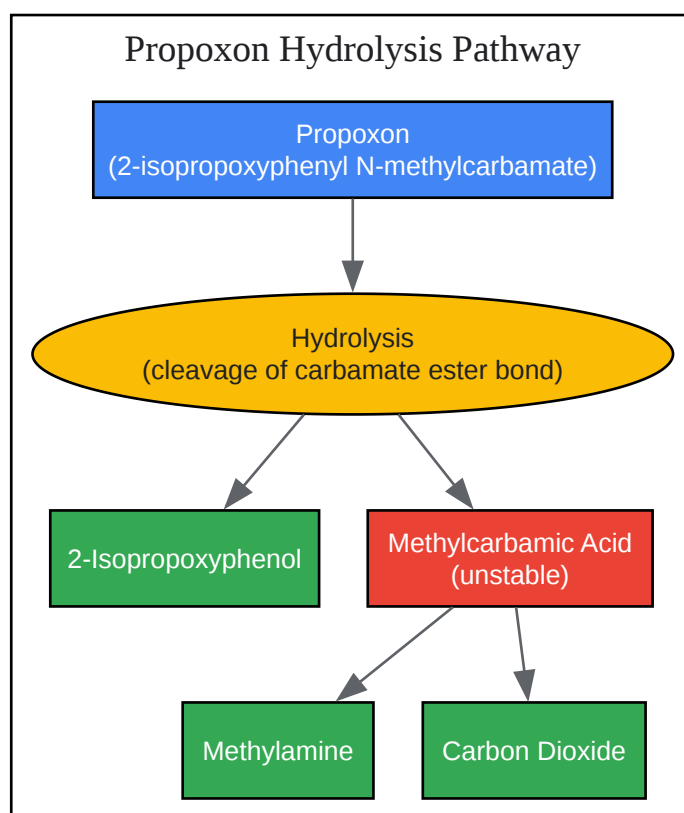 Propoxon Hydrolysis Pathway
Propoxon
(2-isopropoxyphenyl N-methylcarbamate)
Hydrolysis
(cleavage of carbamate ester bond)
2-Isopropoxyphenol
Methylcarbamic Acid
(unstable)
Methylamine
Carbon Dioxide